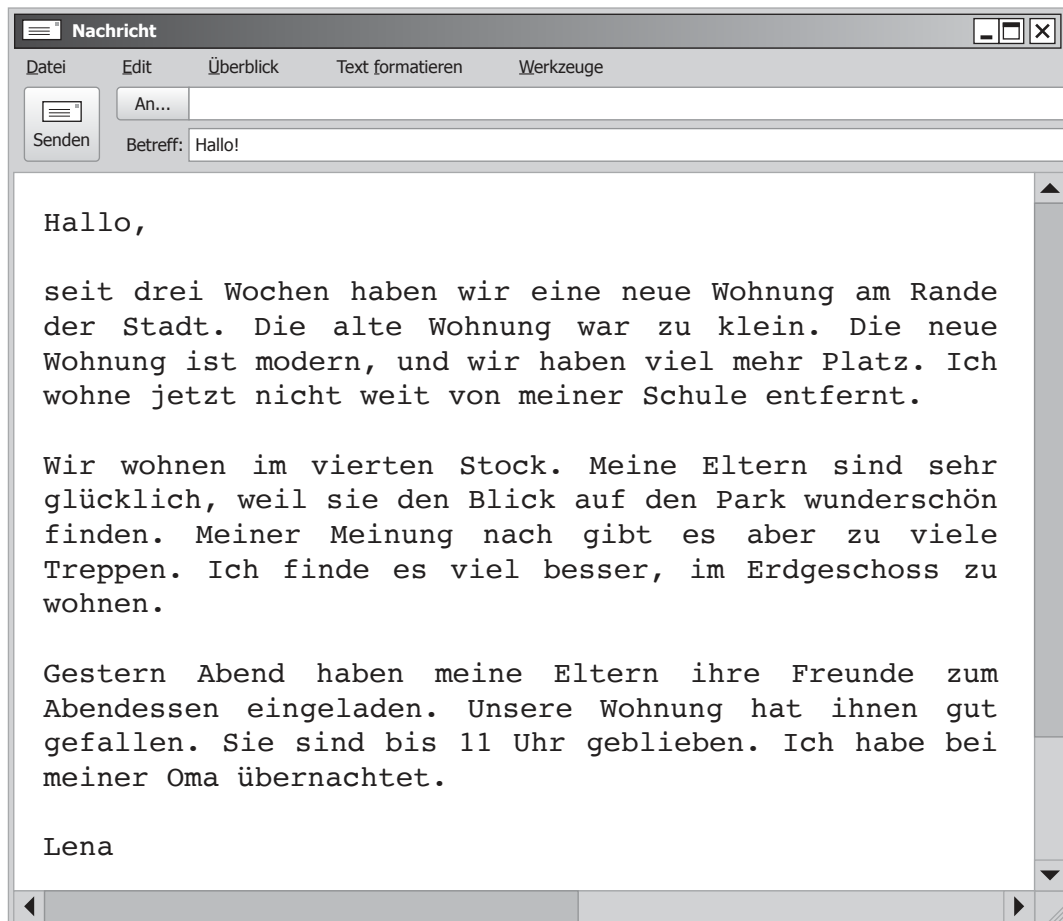 Nachricht
Datei Edit Überblick Text formatieren Werkzeuge
An...
Senden
Betreff: Hallo!
Hallo,
seit drei Wochen haben wir eine neue Wohnung am Rande
der Stadt. Die alte Wohnung war zu klein. Die neue
Wohnung ist modern, und wir haben viel mehr Platz. Ich
wohne jetzt nicht weit von meiner Schule entfernt.
Wir wohnen im vierten Stock. Meine Eltern sind sehr
glücklich, weil sie den Blick auf den Park wunderschön
finden. Meiner Meinung nach gibt es aber zu viele
Treppen. Ich finde es viel besser, im Erdgeschoss zu
wohnen.
Gestern Abend haben meine Eltern ihre Freunde zum
Abendessen eingeladen. Unsere Wohnung hat ihnen gut
gefallen. Sie sind bis 11 Uhr geblieben. Ich habe bei
meiner Oma übernachtet.
Lena